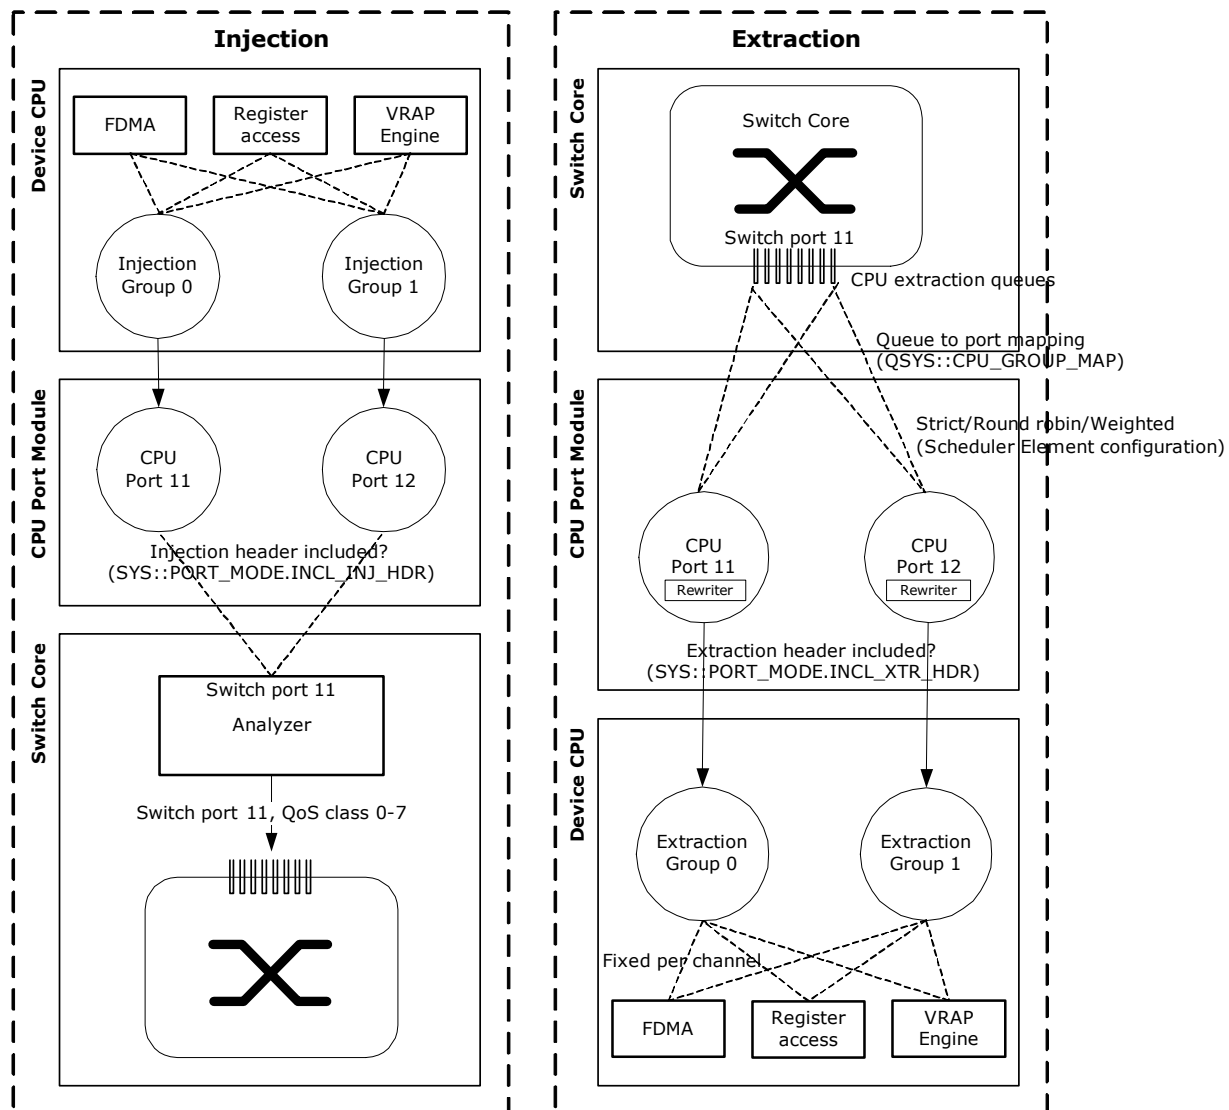 Injection
Device CPU
FDMA
Register
access
VRAP
Engine
Injection
Group 0
Injection
Group 1
CPU Port Module
CPU
Port 11
CPU
Port 12
Injection header included?
(SYS::PORT_MODE.INCL_INJ_HDR)
Switch Core
Switch port 11
Analyzer
Switch port 11, QoS class 0-7
Extraction
Switch Core
Switch Core
Switch port 11
CPU extraction queues
Queue to port mapping
(QSYS::CPU_GROUP_MAP)
CPU Port Module
Strict/Round robin/Weighted
(Scheduler Element configuration)
CPU
Port 11
Rewriter
CPU
Port 12
Rewriter
Extraction header included?
(SYS::PORT_MODE.INCL_XTR_HDR)
Device CPU
Extraction
Group 0
Extraction
Group 1
Fixed per channel
FDMA
Register
access
VRAP
Engine